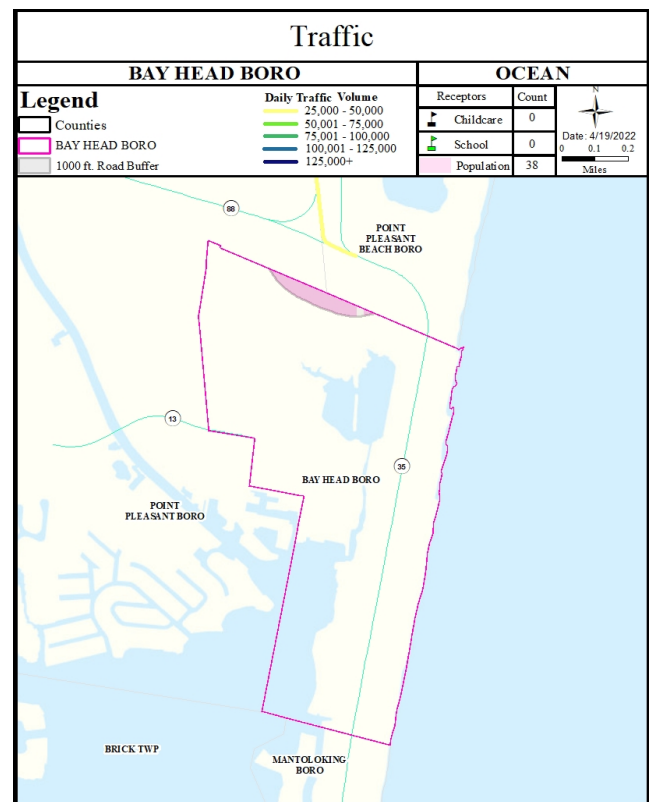 Traffic
BAY HEAD BORO
OCEAN
Legend
Counties
BAY HEAD BORO
1000 ft. Road Buffer
Daily Traffic Volume
25,000 - 50,000
50,001 - 75,000
75,001 - 100,000
100,001 - 125,000
125,000+
Receptors Count
Childcare 0
School 0
Population 38
N
Date: 4/19/2022
0 0.1 0.2
Miles
88
POINT
PLEASANT
BEACH BORO
13
35
BAY HEAD BORO
POINT
PLEASANT BORO
BRICK TWP
MANTOLOKING
BORO